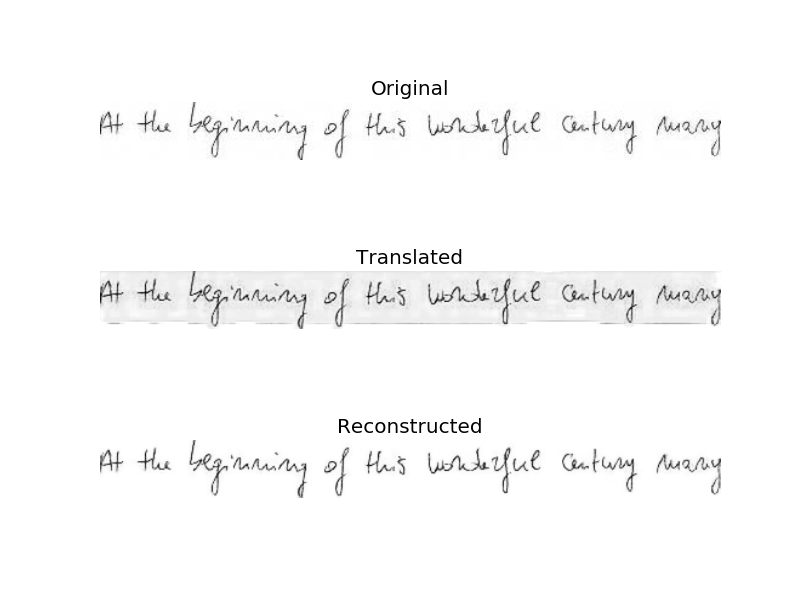 Original
At the beginning of this wonderful century many
Translated
At the beginning of this wonderful century many
Reconstructed
At the beginning of this wonderful century many